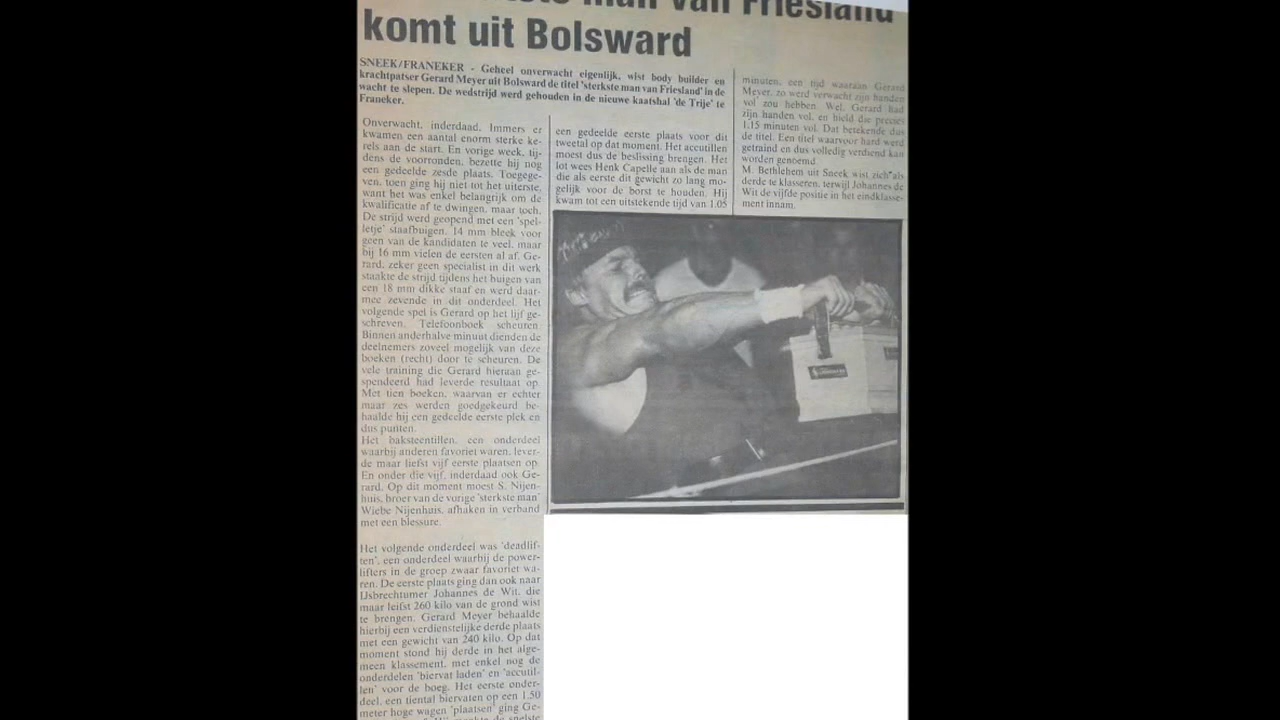 man van Friesland
komt uit Bolsward
SNEEK/FRANEKER - Geheel onverwacht eigenlijk, wist body builder en
krachtpatser Gerard Meyer uit Bolsward de titel 'sterkste man van Friesland' in de
wacht te slepen. De wedstrijd werd gehouden in de nieuwe kaatshal 'de Trije' te
Franeker.
Onverwacht, inderdaad. Immers er
kwamen een aantal enorm sterke ke-
rels aan de start. En vorige week, tij-
dens de voorronden, bezette hij nog
een gedeelde zesde plaats. Toegege-
ven, toen ging hij niet tot het uiterste,
want het was enkel belangrijk om de
kwalificatie af te dwingen, maar toch.
De strijd werd geopend met een 'spel-
letje' staafbuigen. 14 mm bleek voor
geen van de kandidaten te veel, maar
bij 16 mm vielen de eersten al af. Ge-
rard, zeker geen specialist in dit werk
staakte de strijd tijdens het buigen van
een 18 mm dikke staaf en werd daar-
mee zevende in dit onderdeel. Het
volgende spel is Gerard op het lijf ge-
schreven. Telefoonboek scheuren.
Binnen anderhalve minuut dienden de
deelnemers zoveel mogelijk van deze
boeken (recht) door te scheuren. De
vele training die Gerard hieraan ge-
spendeerd had leverde resultaat op.
Met tien boeken, waarvan er echter
maar zes werden goedgekeurd be-
haalde hij een gedeelde eerste plek en
dus punten.
Het baksteentillen, een onderdeel
waarbij anderen favoriet waren, lever-
de maar liefst vijf eerste plaatsen op.
En onder die vijf, inderdaad ook Ge-
rard. Op dit moment moest S. Nijen-
huis, broer van de vorige 'sterkste man'
Wiebe Nijenhuis, afhaken in verband
met een blessure.
Het volgende onderdeel was 'deadlif-
ten', een onderdeel waarbij de power-
lifters in de groep zwaar favoriet wa-
ren. De eerste plaats ging dan ook naar
IJsbrechtumer Johannes de Wit, die
maar leifst 260 kilo van de grond wist
te brengen. Gerard Meyer behaalde
hierbij een verdienstelijke derde plaats
met een gewicht van 240 kilo. Op dat
moment stond hij derde in het alge-
meen klassement, met enkel nog de
onderdelen 'biervat laden' en 'accutil-
len' voor de boeg. Het eerste onder-
deel, een tiental biervaten op een 1.50
meter hoge wagen 'plaatsen' ging Ge-
een gedeelde eerste plaats voor dit
tweetal op dat moment. Het accutillen
moest dus de beslissing brengen. Het
lot wees Henk Capelle aan als de man
die als eerste dit gewicht zo lang mo-
gelijk voor de borst te houden. Hij
kwam tot een uitstekende tijd van 1.05
minuten, een tijd waaraan Gerard
Meyer, zo werd verwacht zijn handen
vol zou hebben. Wel, Gerard had
zijn handen vol, en hield die precies
1.15 minuten vol. Dat betekende dus
de titel. Een titel waarvoor hard werd
getraind en dus volledig verdiend kan
worden genoemd.
M. Bethlehem uit Sneek wist zich als
derde te klasseren, terwijl Johannes de
Wit de vijfde positie in het eindklasse-
ment innam.